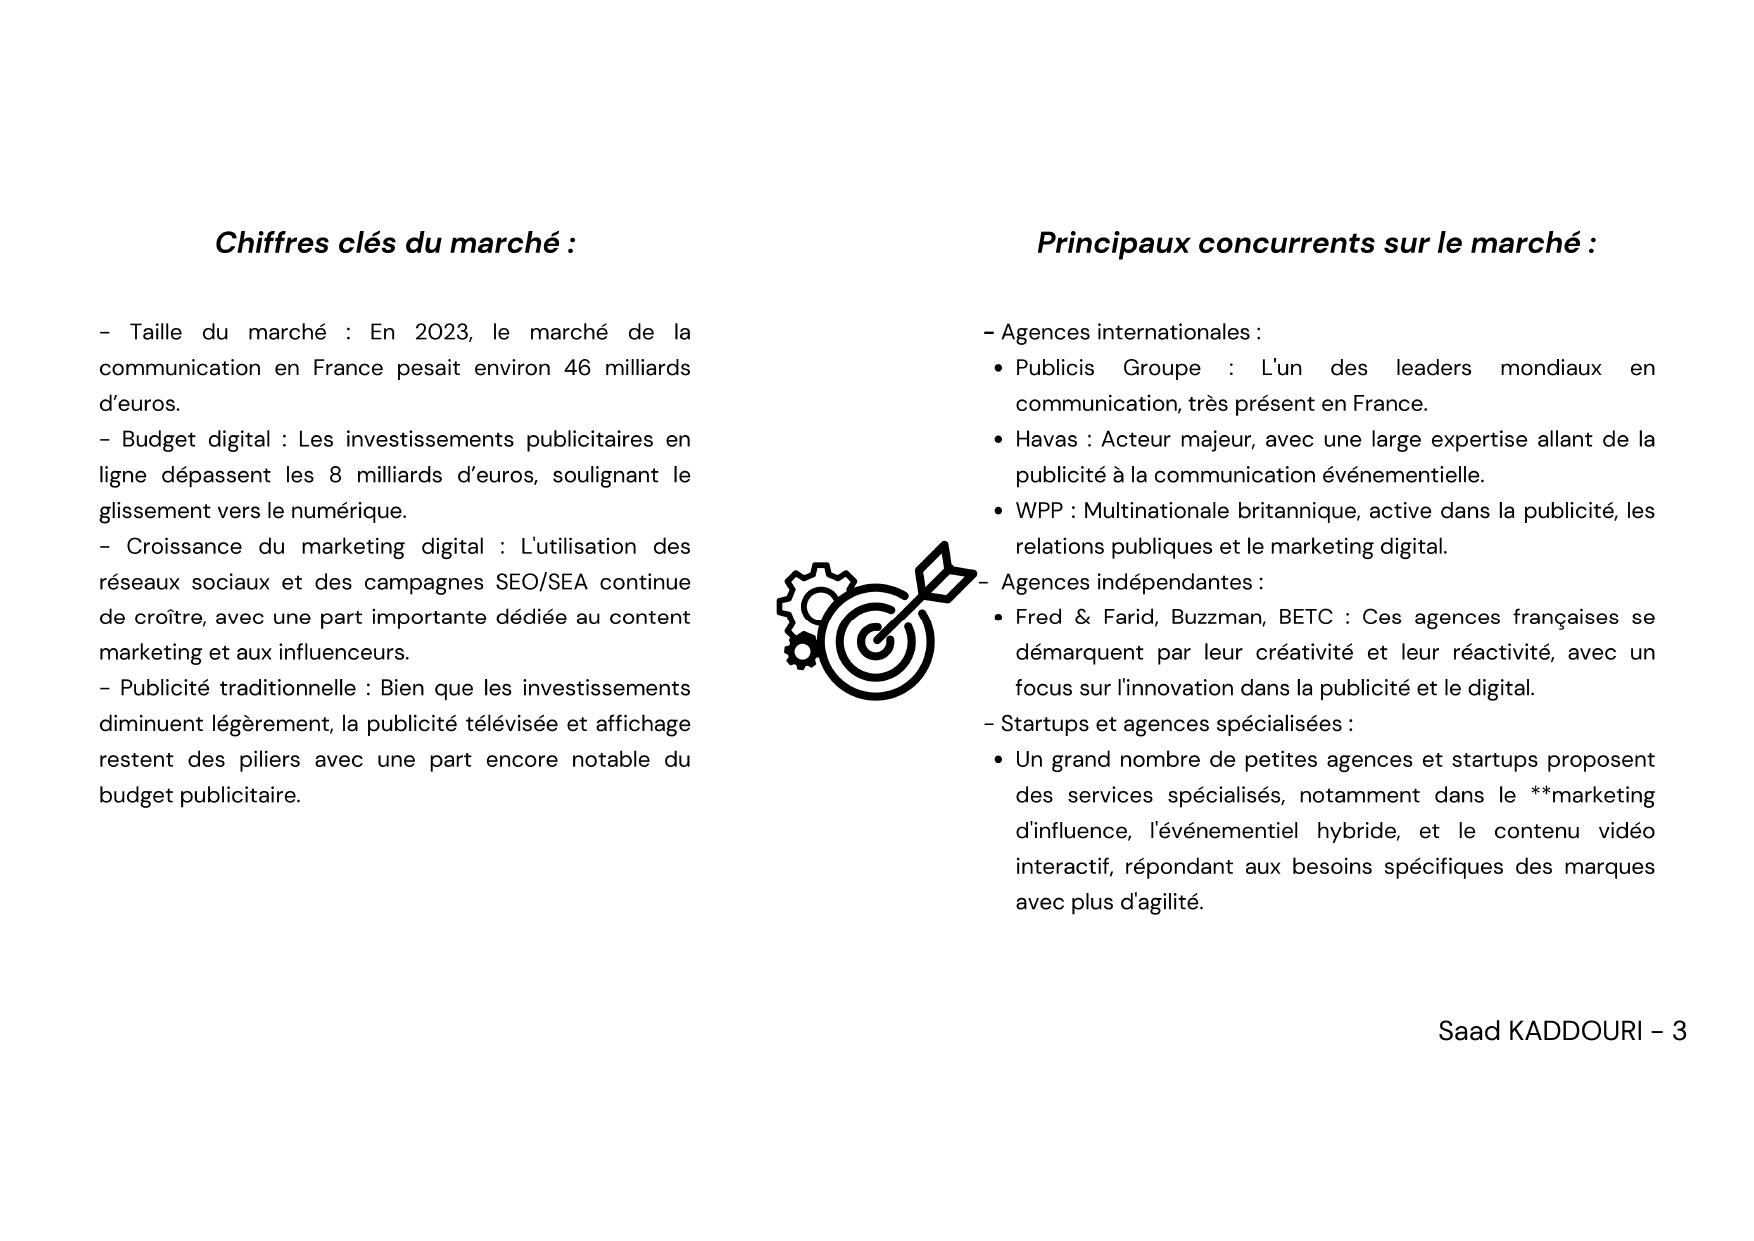 Chiffres clés du marché :
- Taille du marché : En 2023, le marché de la
communication en France pesait environ 46 milliards
d’euros.
- Budget digital : Les investissements publicitaires en
ligne dépassent les 8 milliards d’euros, soulignant le
glissement vers le numérique.
- Croissance du marketing digital : L'utilisation des
réseaux sociaux et des campagnes SEO/SEA continue
de croître, avec une part importante dédiée au content
marketing et aux influenceurs.
- Publicité traditionnelle : Bien que les investissements
diminuent légèrement, la publicité télévisée et affichage
restent des piliers avec une part encore notable du
budget publicitaire.
Principaux concurrents sur le marché :
- Agences internationales :
• Publicis Groupe : L'un des leaders mondiaux en
communication, très présent en France.
• Havas : Acteur majeur, avec une large expertise allant de la
publicité à la communication événementielle.
• WPP : Multinationale britannique, active dans la publicité, les
relations publiques et le marketing digital.
- Agences indépendantes :
• Fred & Farid, Buzzman, BETC : Ces agences françaises se
démarquent par leur créativité et leur réactivité, avec un
focus sur l'innovation dans la publicité et le digital.
- Startups et agences spécialisées :
• Un grand nombre de petites agences et startups proposent
des services spécialisés, notamment dans le **marketing
d'influence, l'événementiel hybride, et le contenu vidéo
interactif, répondant aux besoins spécifiques des marques
avec plus d'agilité.
Saad KADDOURI - 3